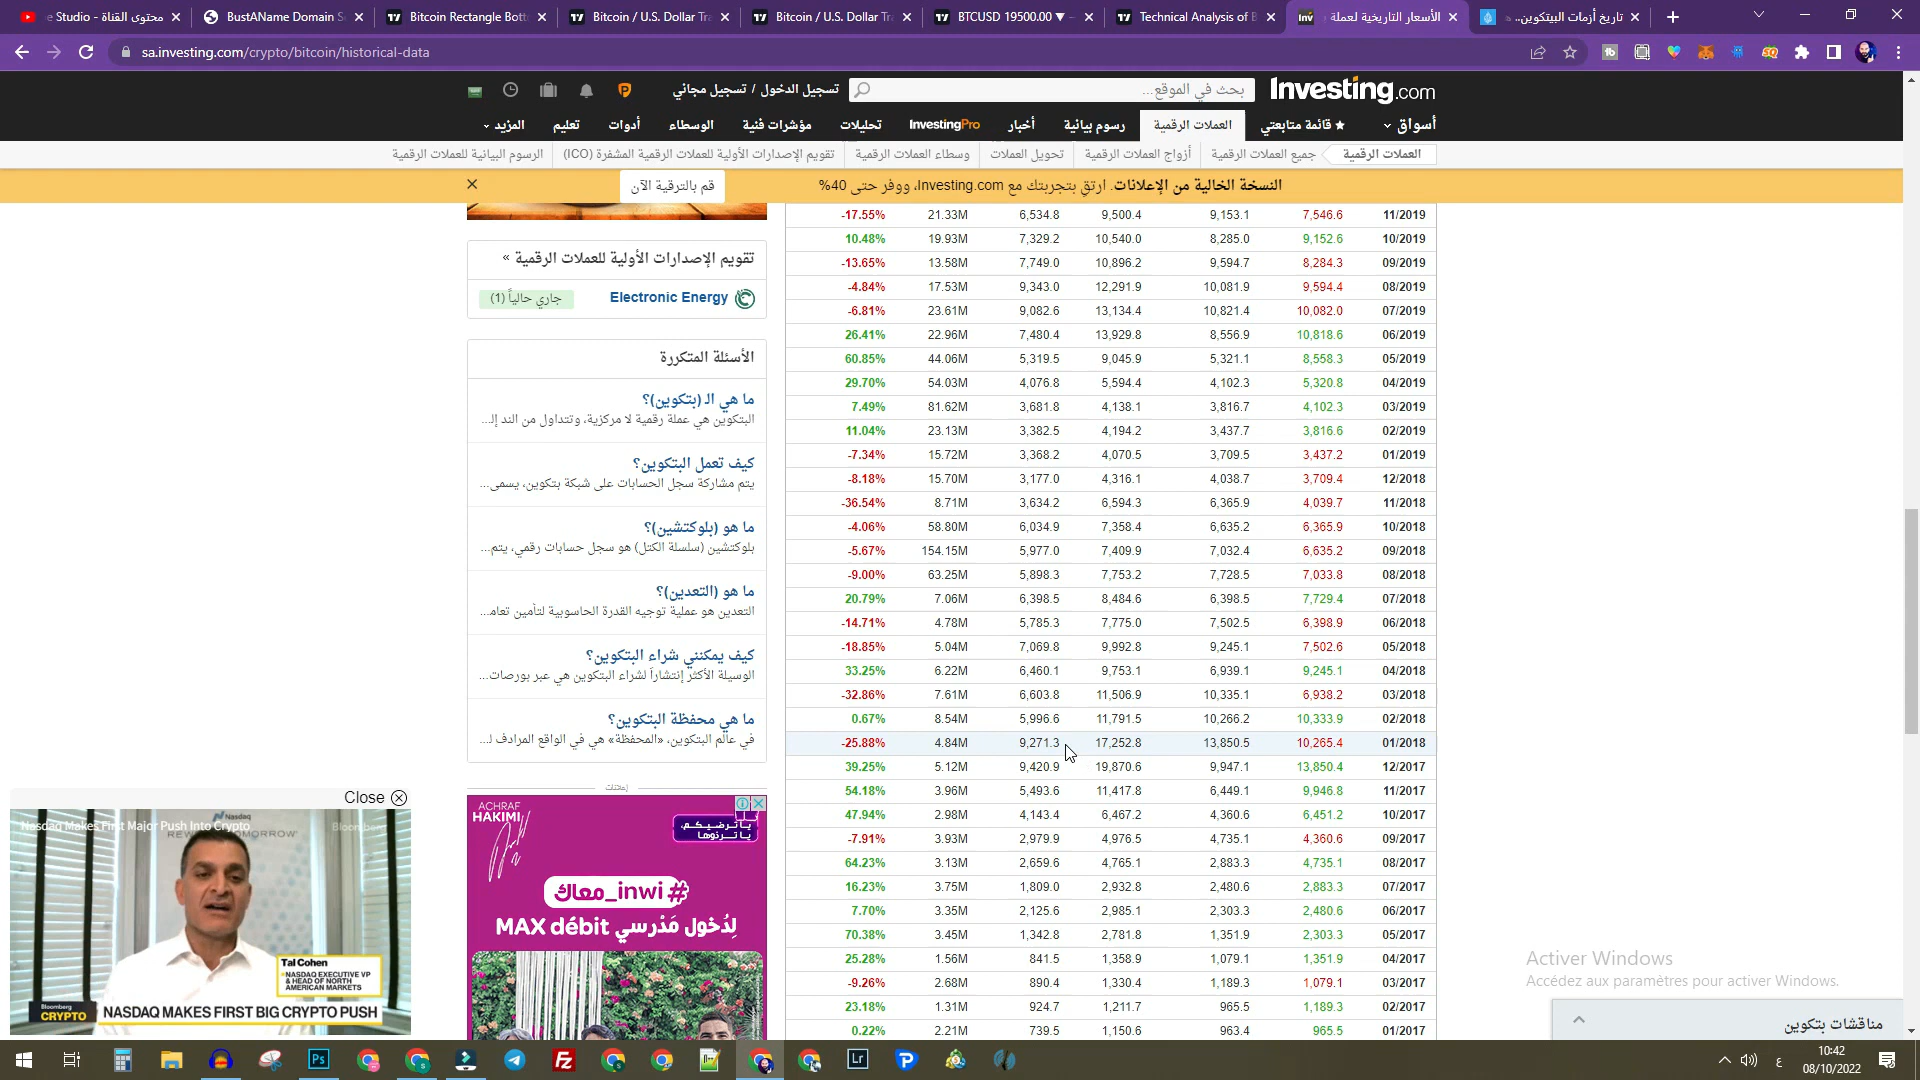 e Studio - محتوى القناة
BustAName Domain S
Bitcoin Rectangle Bott
Bitcoin / U.S. Dollar Tra
Bitcoin / U.S. Dollar Tra
BTCUSD 19500.00 ▼ −
Technical Analysis of B
الأسعار التاريخية لعملة
تاريخ أزمات البيتكوين.. ه
sa.investing.com/crypto/bitcoin/historical-data
Investing.com
بحث في الموقع...
تسجيل الدخول / تسجيل مجاني
أسواق
قائمة متابعتي
العملات الرقمية
رسوم بيانية
أخبار
InvestingPro
تحليلات
مؤشرات فنية
الوسطاء
أدوات
تعليم
المزيد
العملات الرقمية
جميع العملات الرقمية
أزواج العملات الرقمية
تحويل العملات
وسطاء العملات الرقمية
تقويم الإصدارات الأولية للعملات الرقمية المشفرة (ICO)
الرسوم البيانية للعملات الرقمية
النسخة الخالية من الإعلانات. ارتقِ بتجربتك مع Investing.com، ووفر حتى 40%
قم بالترقية الآن
11/2019 7,546.6 9,153.1 9,500.4 6,534.8 21.33M -17.55%
10/2019 9,152.6 8,285.0 10,540.0 7,329.2 19.93M 10.48%
09/2019 8,284.3 9,594.7 10,896.2 7,749.0 13.58M -13.65%
08/2019 9,594.4 10,081.9 12,291.9 9,343.0 17.53M -4.84%
07/2019 10,082.0 10,821.4 13,134.4 9,082.6 23.61M -6.81%
06/2019 10,818.6 8,556.9 13,929.8 7,480.4 22.96M 26.41%
05/2019 8,558.3 5,321.1 9,045.9 5,319.5 44.06M 60.85%
04/2019 5,320.8 4,102.3 5,594.4 4,076.8 54.03M 29.70%
03/2019 4,102.3 3,816.7 4,138.1 3,681.8 81.62M 7.49%
02/2019 3,816.6 3,437.7 4,194.2 3,382.5 23.13M 11.04%
01/2019 3,437.2 3,709.5 4,070.5 3,368.2 15.72M -7.34%
12/2018 3,709.4 4,038.7 4,316.1 3,177.0 15.70M -8.18%
11/2018 4,039.7 6,365.9 6,594.3 3,634.2 8.71M -36.54%
10/2018 6,365.9 6,635.2 7,358.4 6,034.9 58.80M -4.06%
09/2018 6,635.2 7,032.4 7,409.9 5,977.0 154.15M -5.67%
08/2018 7,033.8 7,728.5 7,753.2 5,898.3 63.25M -9.00%
07/2018 7,729.4 6,398.5 8,484.6 6,398.5 7.06M 20.79%
06/2018 6,398.9 7,502.5 7,775.0 5,785.3 4.78M -14.71%
05/2018 7,502.6 9,245.1 9,992.8 7,069.8 5.04M -18.85%
04/2018 9,245.1 6,939.1 9,753.1 6,460.1 6.22M 33.25%
03/2018 6,938.2 10,335.1 11,506.9 6,603.8 7.61M -32.86%
02/2018 10,333.9 10,266.2 11,791.5 5,996.6 8.54M 0.67%
01/2018 10,265.4 13,850.5 17,252.8 9,271.3 4.84M -25.88%
12/2017 13,850.4 9,947.1 19,870.6 9,420.9 5.12M 39.25%
11/2017 9,946.8 6,449.1 11,417.8 5,493.6 3.96M 54.18%
10/2017 6,451.2 4,360.6 6,467.2 4,143.4 2.98M 47.94%
09/2017 4,360.6 4,735.1 4,976.5 2,979.9 3.93M -7.91%
08/2017 4,735.1 2,883.3 4,765.1 2,659.6 3.13M 64.23%
07/2017 2,883.3 2,480.6 2,932.8 1,809.0 3.75M 16.23%
06/2017 2,480.6 2,303.3 2,985.1 2,125.6 3.35M 7.70%
05/2017 2,303.3 1,351.9 2,781.8 1,342.8 3.45M 70.38%
04/2017 1,351.9 1,079.1 1,358.9 841.5 1.56M 25.28%
03/2017 1,079.1 1,189.3 1,330.4 890.4 2.68M -9.26%
02/2017 1,189.3 965.5 1,211.7 924.7 1.31M 23.18%
01/2017 965.5 963.4 1,150.6 739.5 2.21M 0.22%
تقويم الإصدارات الأولية للعملات الرقمية »
Electronic Energy
جاري حالياً (1)
الأسئلة المتكررة
ما هي الـ (بتكوين)؟
البتكوين هي عملة رقمية لا مركزية، وتتداول من الند إلـ...
كيف تعمل البتكوين؟
يتم مشاركة سجل الحسابات على شبكة بتكوين، يسمى...
ما هو (بلوكتشين)؟
بلوكتشين (سلسلة الكتل) هو سجل حسابات رقمي، يتم...
ما هو (التعدين)؟
التعدين هو عملية توجيه القدرة الحاسوبية لتأمين تعام...
كيف يمكنني شراء البتكوين؟
الوسيلة الأكثر إنتشاراً لشراء البتكوين هي عبر بورصات...
ما هي محفظة البتكوين؟
في عالم البتكوين، «المحفظة» هي في الواقع المرادف لـ...
إعلانات
ACHRAF
HAKIMI
ياترضيكم،
ياترنوها
#inwi_معاك
لِدُخول مَدْرسي MAX débit
Close
Nasdaq Makes First Major Push Into Crypto
Nasdaq
Tal Cohen
NASDAQ EXECUTIVE VP
& HEAD OF NORTH
AMERICAN MARKETS
Bloomberg
CRYPTO
NASDAQ MAKES FIRST BIG CRYPTO PUSH
Activer Windows
Accédez aux paramètres pour activer Windows.
مناقشات بتكوين
ع
10:42
08/10/2022